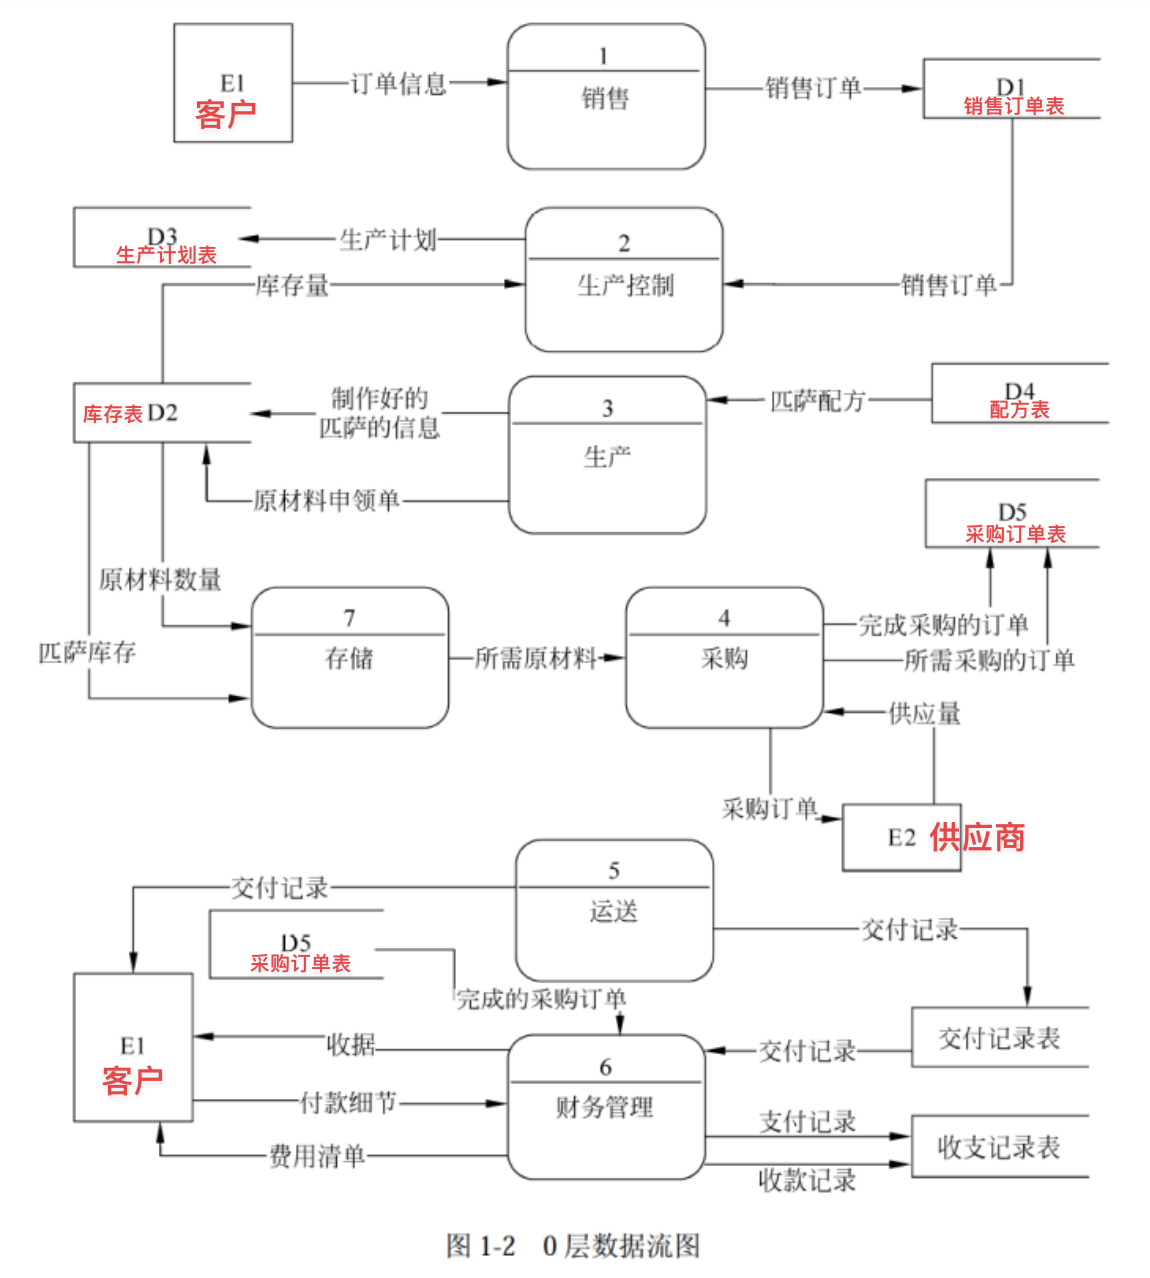 1
E1
客户
订单信息
销售
销售订单
D1
销售订单表
D3
生产计划表
生产计划
2
生产控制
库存量
销售订单
库存表 D2
制作好的
匹萨的信息
3
生产
匹萨配方
D4
配方表
原材料申领单
D5
采购订单表
原材料数量
匹萨库存
7
存储
所需原材料
4
采购
完成采购的订单
所需采购的订单
供应量
采购订单
E2
供应商
5
运送
交付记录
交付记录
D5
采购订单表
完成的采购订单
E1
客户
收据
付款细节
费用清单
6
财务管理
交付记录
交付记录表
支付记录
收款记录
收支记录表
图 1-2 0 层数据流图